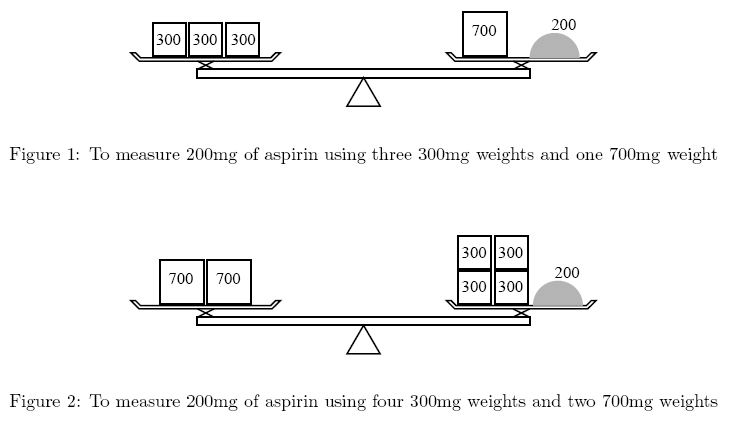 300 300 300 700 200
Figure 1: To measure 200mg of aspirin using three 300mg weights and one 700mg weight
300 300
700 700 200
300 300
Figure 2: To measure 200mg of aspirin using four 300mg weights and two 700mg weights